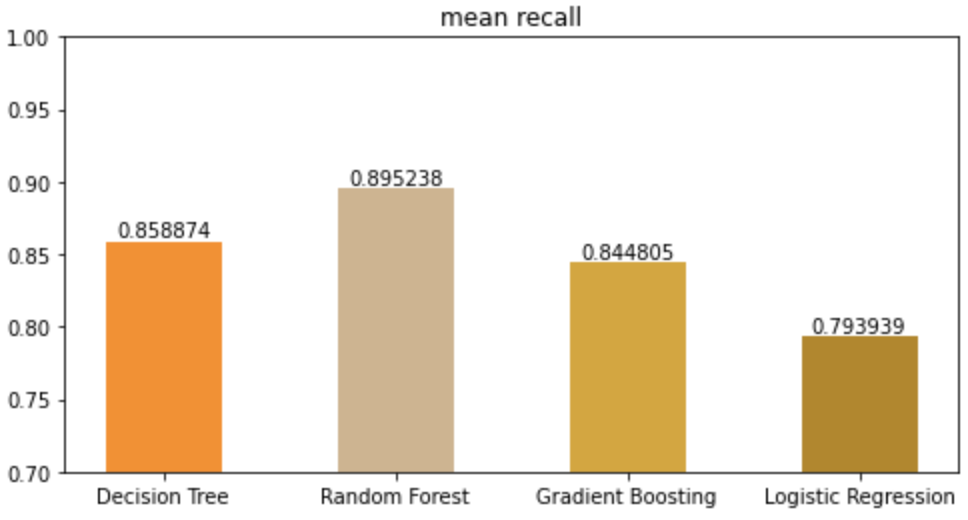 mean recall
1.00
0.95
0.90
0.85
0.80
0.75
0.70
0.858874
0.895238
0.844805
0.793939
Decision Tree
Random Forest
Gradient Boosting
Logistic Regression